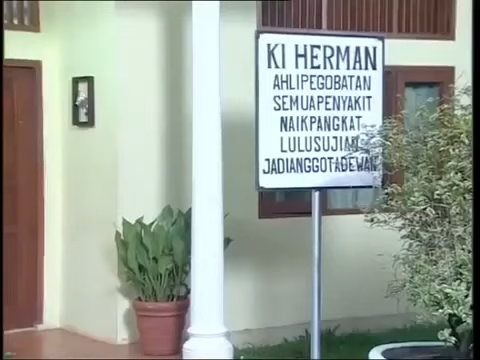 KI HERMAN
AHLIPEGOBATAN
SEMUAPENYAKIT
NAIKPANGKAT
LULUSUJIAN
JADIANGGOTADEWAN